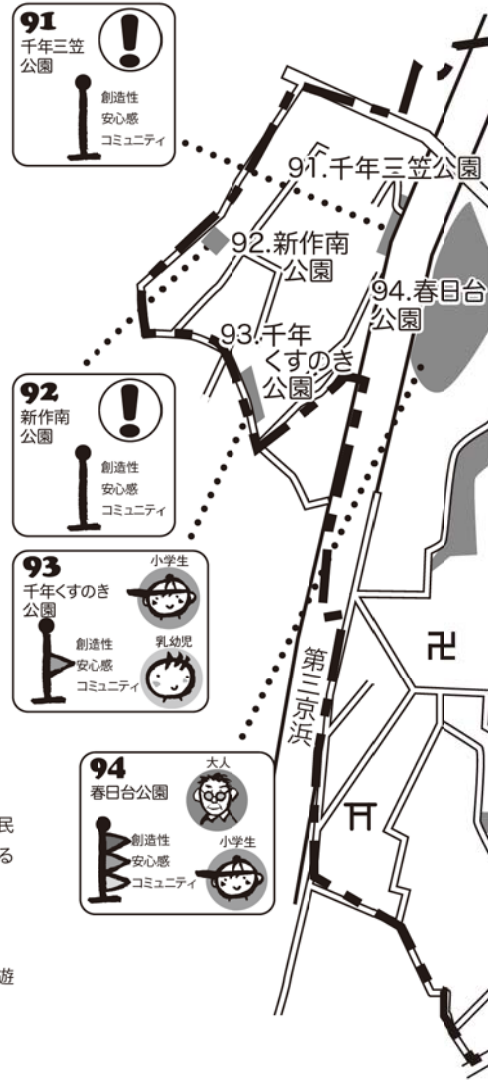 91
千年三笠
公園
創造性
安心感
コミュニティ
91.千年三笠公園
92.新作南
公園
94.春日台
公園
93.千年
くすのき
公園
92
新作南
公園
創造性
安心感
コミュニティ
93
千年くすのき
公園
小学生
創造性
安心感
コミュニティ
乳幼児
第三京浜
94
春日台公園
大人
創造性
安心感
コミュニティ
小学生
民
る
遊